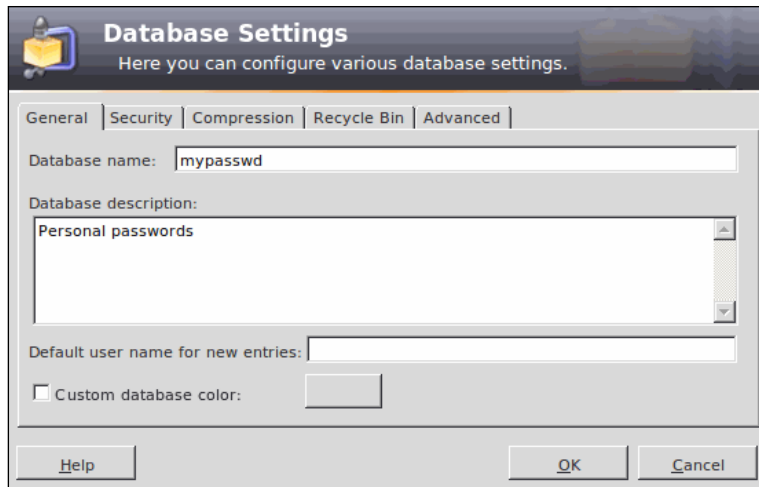 Database Settings
Here you can configure various database settings.
General Security Compression Recycle Bin Advanced
Database name: mypasswd
Database description:
Personal passwords
Default user name for new entries:
Custom database color:
Help OK Cancel